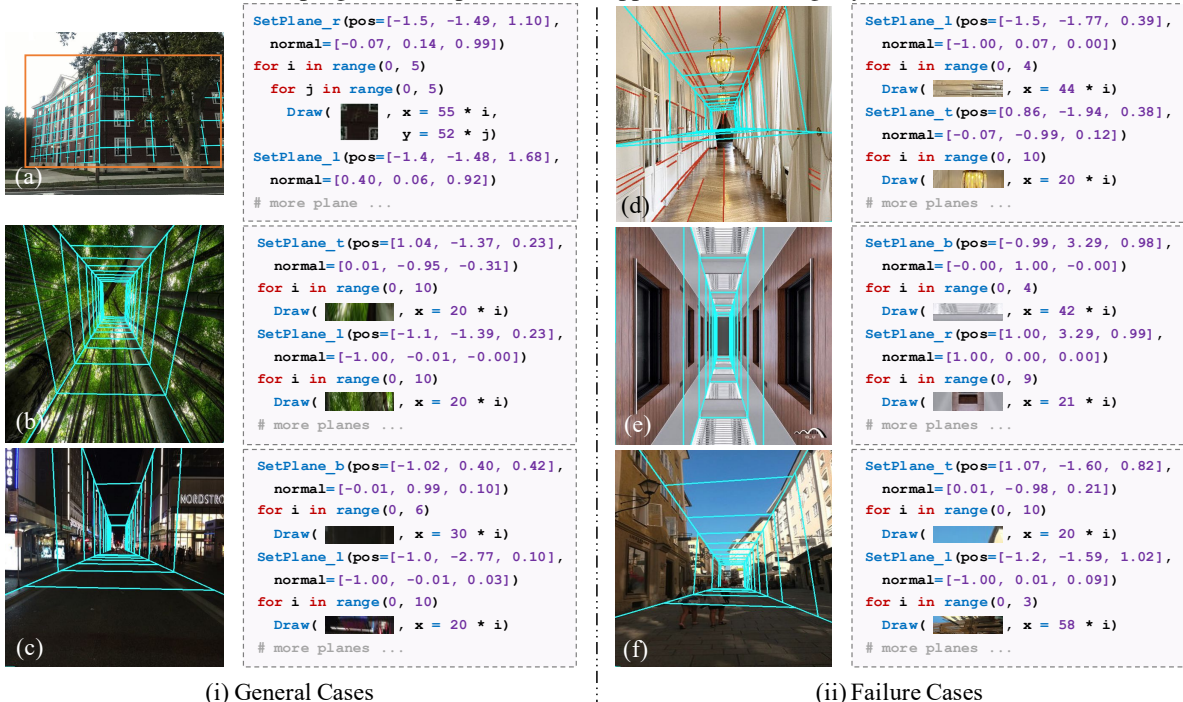 SetPlane_r(pos=[-1.5, -1.49, 1.10],
normal=[-0.07, 0.14, 0.99])
for i in range(0, 5)
for j in range(0, 5)
Draw( , x = 55 * i,
y = 52 * j)
SetPlane_l(pos=[-1.4, -1.48, 1.68],
normal=[0.40, 0.06, 0.92])
# more plane ...
(a)
SetPlane_t(pos=[1.04, -1.37, 0.23],
normal=[0.01, -0.95, -0.31])
for i in range(0, 10)
Draw( , x = 20 * i)
SetPlane_l(pos=[-1.1, -1.39, 0.23],
normal=[-1.00, -0.01, -0.00])
for i in range(0, 10)
Draw( , x = 20 * i)
# more planes ...
(b)
SetPlane_b(pos=[-1.02, 0.40, 0.42],
normal=[-0.01, 0.99, 0.10])
for i in range(0, 6)
Draw( , x = 30 * i)
SetPlane_l(pos=[-1.0, -2.77, 0.10],
normal=[-1.00, -0.01, 0.03])
for i in range(0, 10)
Draw( , x = 20 * i)
# more planes ...
(c)
RUGS
NORDSTRO
(i) General Cases
SetPlane_l(pos=[-1.5, -1.77, 0.39],
normal=[-1.00, 0.07, 0.00])
for i in range(0, 4)
Draw( , x = 44 * i)
SetPlane_t(pos=[0.86, -1.94, 0.38],
normal=[-0.07, -0.99, 0.12])
for i in range(0, 10)
Draw( , x = 20 * i)
# more planes ...
(d)
SetPlane_b(pos=[-0.99, 3.29, 0.98],
normal=[-0.00, 1.00, -0.00])
for i in range(0, 4)
Draw( , x = 42 * i)
SetPlane_r(pos=[1.00, 3.29, 0.99],
normal=[1.00, 0.00, 0.00])
for i in range(0, 9)
Draw( , x = 21 * i)
# more planes ...
(e)
SetPlane_t(pos=[1.07, -1.60, 0.82],
normal=[0.01, -0.98, 0.21])
for i in range(0, 10)
Draw( , x = 20 * i)
SetPlane_l(pos=[-1.2, -1.59, 1.02],
normal=[-1.00, 0.01, 0.09])
for i in range(0, 3)
Draw( , x = 58 * i)
# more planes ...
(f)
(ii) Failure Cases